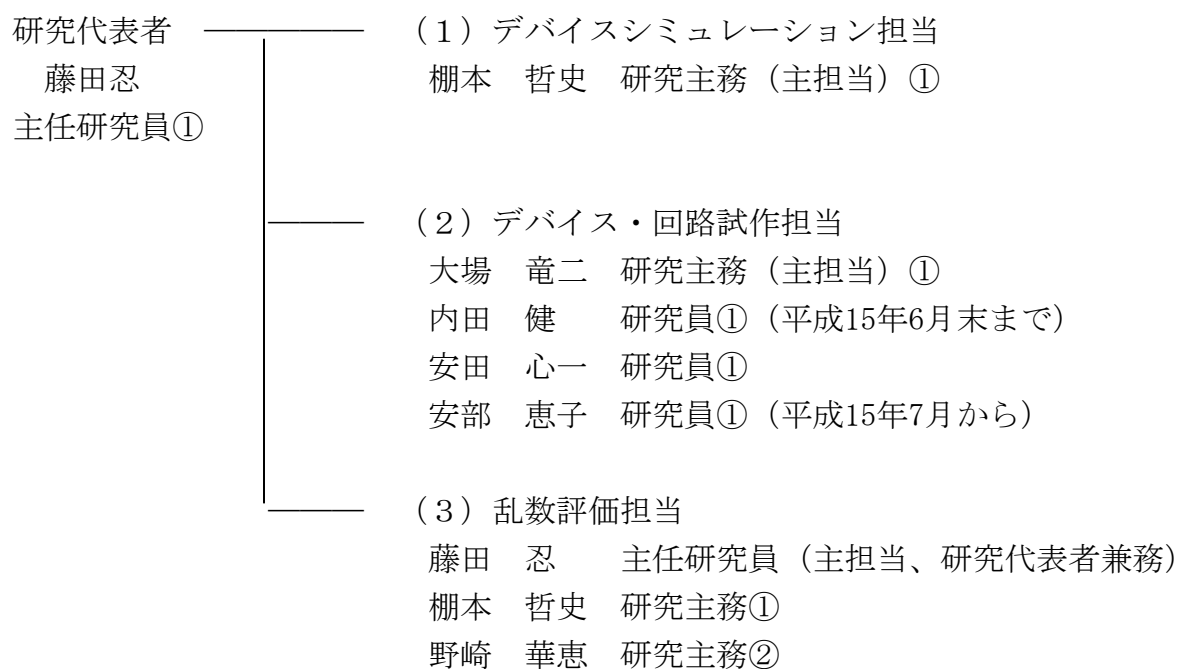 研究代表者
藤田忍
主任研究員①
（１）デバイスシミュレーション担当
棚本　哲史　研究主務（主担当）①
（２）デバイス・回路試作担当
大場　竜二　研究主務（主担当）①
内田　健　　研究員①（平成15年6月末まで）
安田　心一　研究員①
安部　恵子　研究員①（平成15年7月から）
（３）乱数評価担当
藤田　忍　　主任研究員（主担当、研究代表者兼務）
棚本　哲史　研究主務①
野崎　華恵　研究主務②